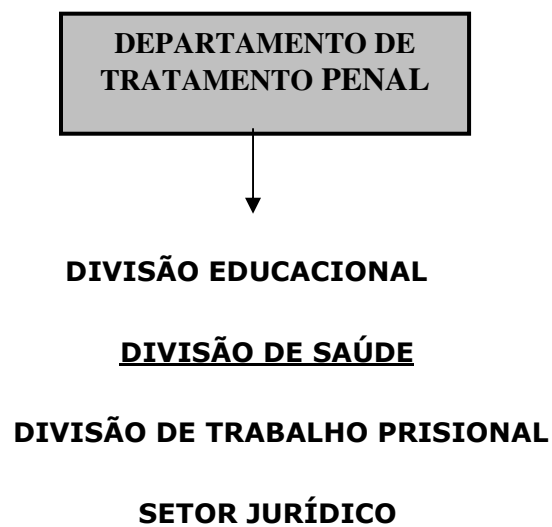 DEPARTAMENTO DE
TRATAMENTO PENAL
DIVISÃO EDUCACIONAL
DIVISÃO DE SAÚDE
DIVISÃO DE TRABALHO PRISIONAL
SETOR JURÍDICO